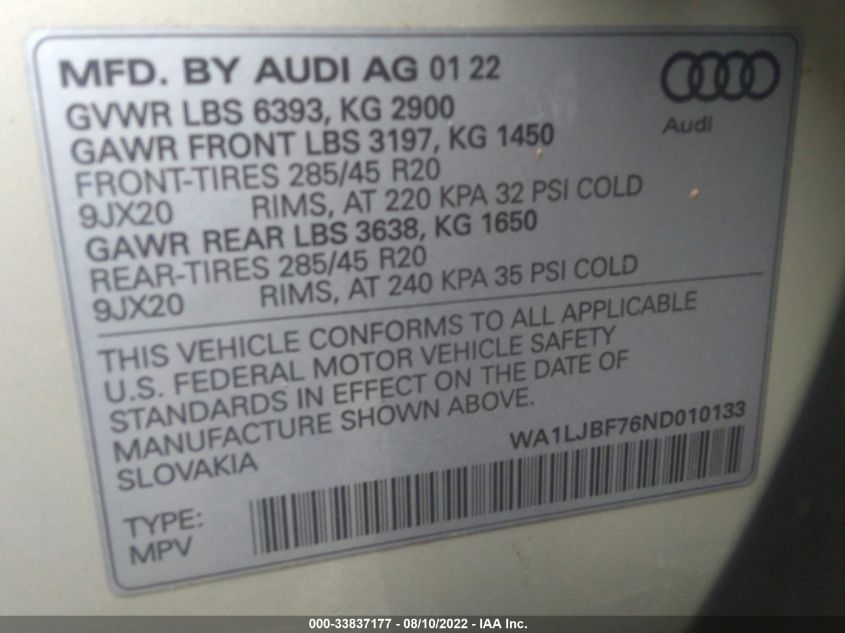 MFD. BY AUDI AG 01 22
Audi
GVWR LBS 6393, KG 2900
GAWR FRONT LBS 3197, KG 1450
FRONT-TIRES 285/45 R20
9JX20 RIMS, AT 220 KPA 32 PSI COLD
GAWR REAR LBS 3638, KG 1650
REAR-TIRES 285/45 R20
9JX20 RIMS, AT 240 KPA 35 PSI COLD
THIS VEHICLE CONFORMS TO ALL APPLICABLE
U.S. FEDERAL MOTOR VEHICLE SAFETY
STANDARDS IN EFFECT ON THE DATE OF
MANUFACTURE SHOWN ABOVE.
SLOVAKIA
WA1LJBF76ND010133
TYPE:
MPV
000-33837177 - 08/10/2022 - IAA Inc.